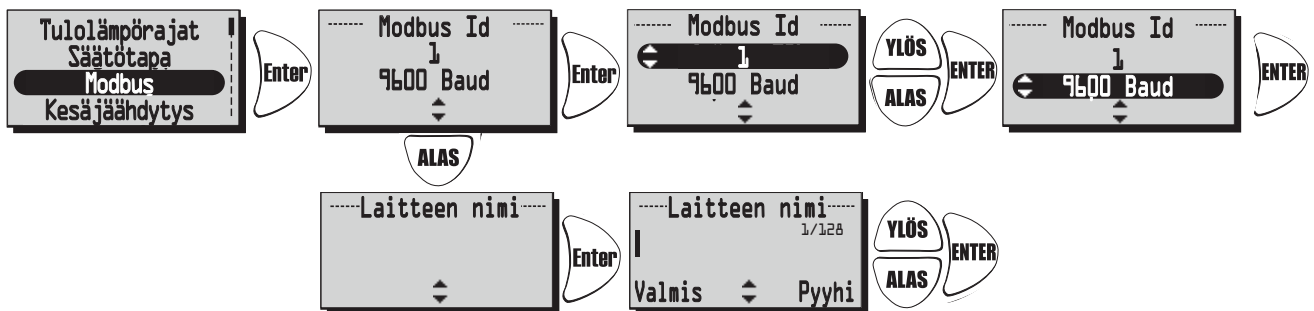 Tulolämpörajat
Säätötapa
Modbus
Kesäjäähdytys
Enter
Modbus Id
1
9600 Baud
Enter
Modbus Id
1
9600 Baud
YLÖS
ALAS
ENTER
Modbus Id
1
9600 Baud
ENTER
ALAS
Laitteen nimi
Enter
Laitteen nimi
1/128
Valmis Pyyhi
YLÖS
ALAS
ENTER